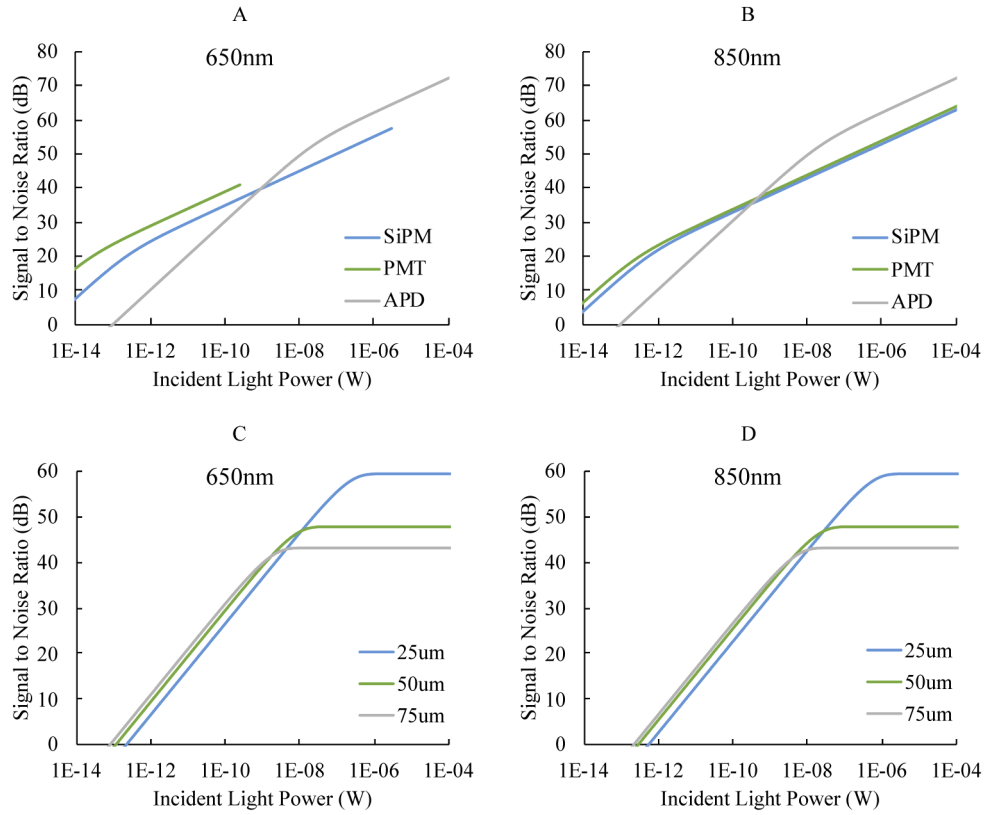 A
650nm
Signal to Noise Ratio (dB)
80
70
60
50
40
30
20
10
0
SiPM
PMT
APD
1E-14 1E-12 1E-10 1E-08 1E-06 1E-04
Incident Light Power (W)
B
850nm
Signal to Noise Ratio (dB)
80
70
60
50
40
30
20
10
0
SiPM
PMT
APD
1E-14 1E-12 1E-10 1E-08 1E-06 1E-04
Incident Light Power (W)
C
650nm
Signal to Noise Ratio (dB)
60
50
40
30
20
10
0
25um
50um
75um
1E-14 1E-12 1E-10 1E-08 1E-06 1E-04
Incident Light Power (W)
D
850nm
Signal to Noise Ratio (dB)
60
50
40
30
20
10
0
25um
50um
75um
1E-14 1E-12 1E-10 1E-08 1E-06 1E-04
Incident Light Power (W)